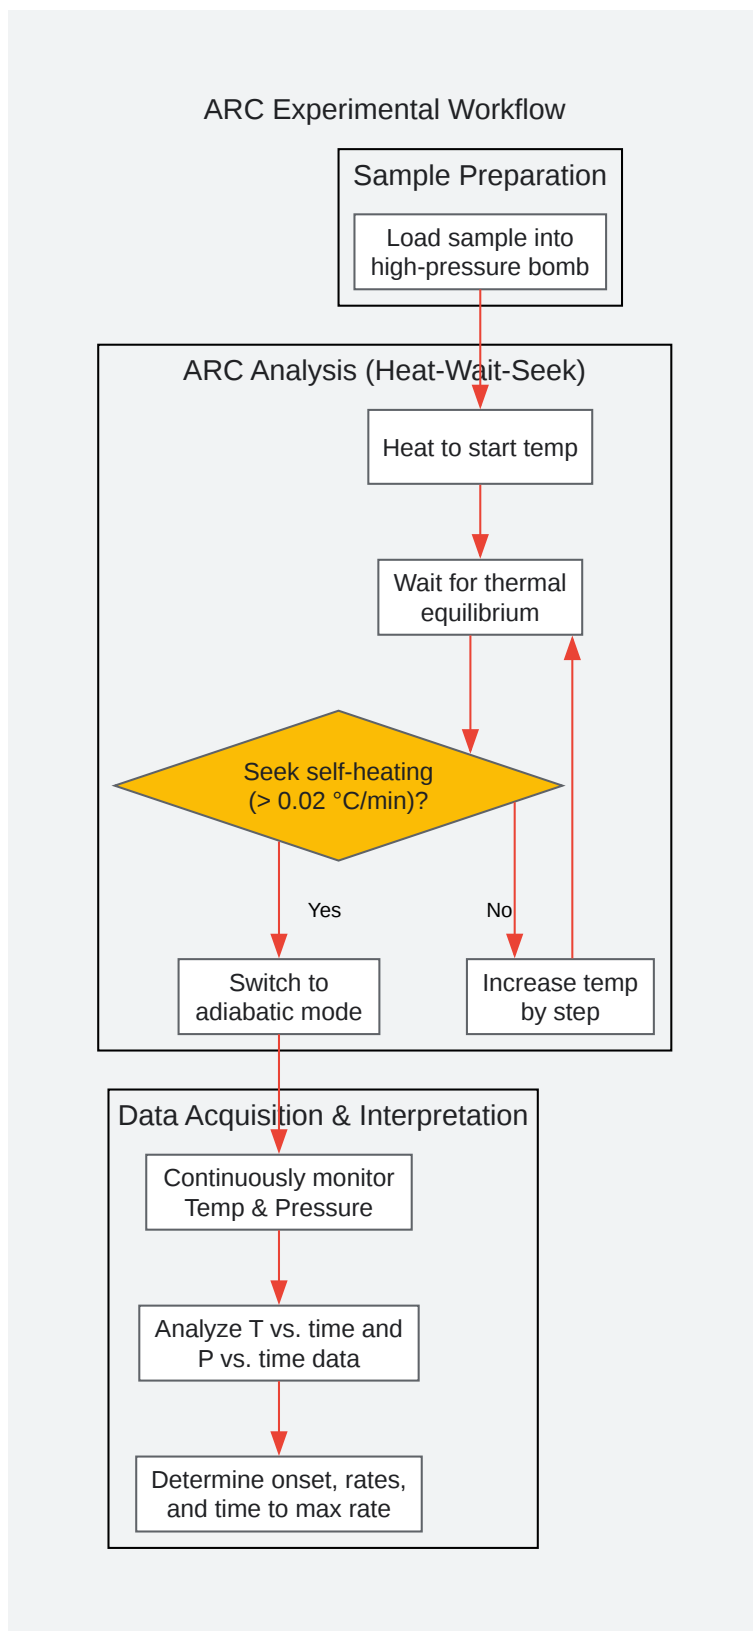 ARC Experimental Workflow
Sample Preparation
Load sample into
high-pressure bomb
ARC Analysis (Heat-Wait-Seek)
Heat to start temp
Wait for thermal
equilibrium
Seek self-heating
(> 0.02 °C/min)?
Yes
No
Switch to
adiabatic mode
Increase temp
by step
Data Acquisition & Interpretation
Continuously monitor
Temp & Pressure
Analyze T vs. time and
P vs. time data
Determine onset, rates,
and time to max rate